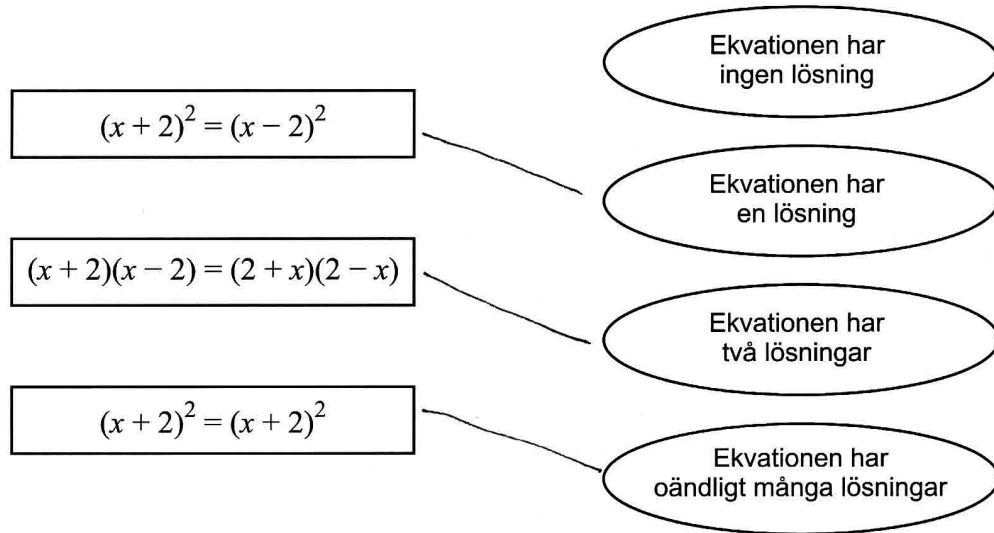 Ekvationen har
ingen lösning
(x + 2)² = (x − 2)²
Ekvationen har
en lösning
(x + 2)(x − 2) = (2 + x)(2 − x)
Ekvationen har
två lösningar
(x + 2)² = (x + 2)²
Ekvationen har
oändligt många lösningar